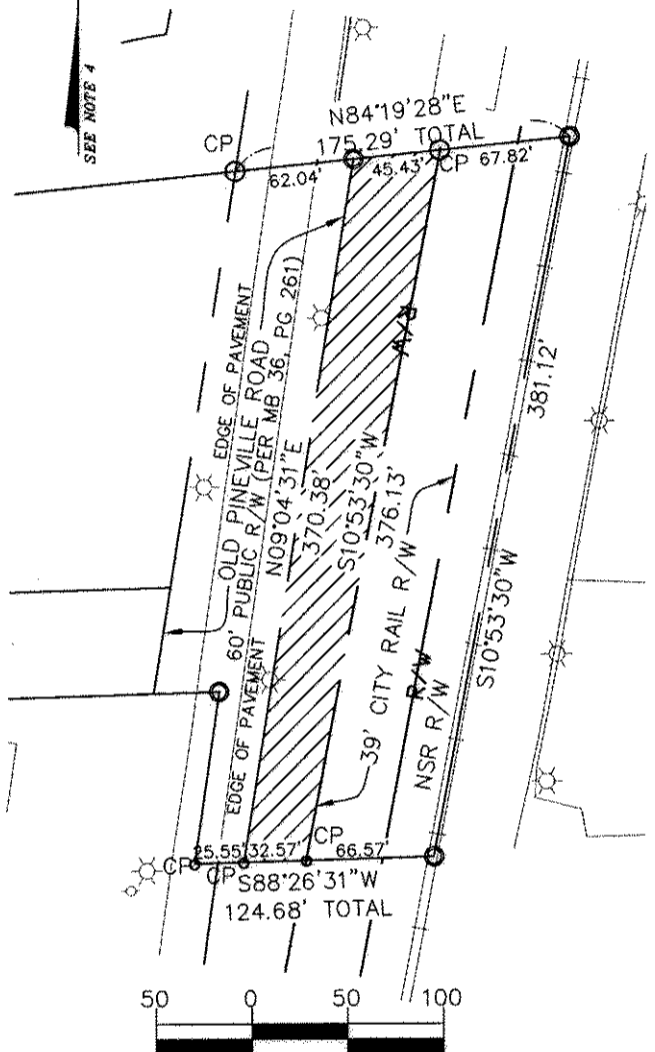 SEE NOTE 4
N84°19'28"E
175.29' TOTAL
CP
62.04'
45.43'
CP
67.82'
EDGE OF PAVEMENT
OLD PINEVILLE ROAD
60' PUBLIC R/W (PER MB 36, PG 261)
EDGE OF PAVEMENT
N09°04'31"E
370.38'
R/W
S10°53'30"W
376.13'
39' CITY RAIL R/W
R/W
NSR R/W
381.12'
S10°53'30"W
CP
25.55'
32.57'
66.57'
CP
CP
S88°26'31"W
124.68' TOTAL
50 0 50 100